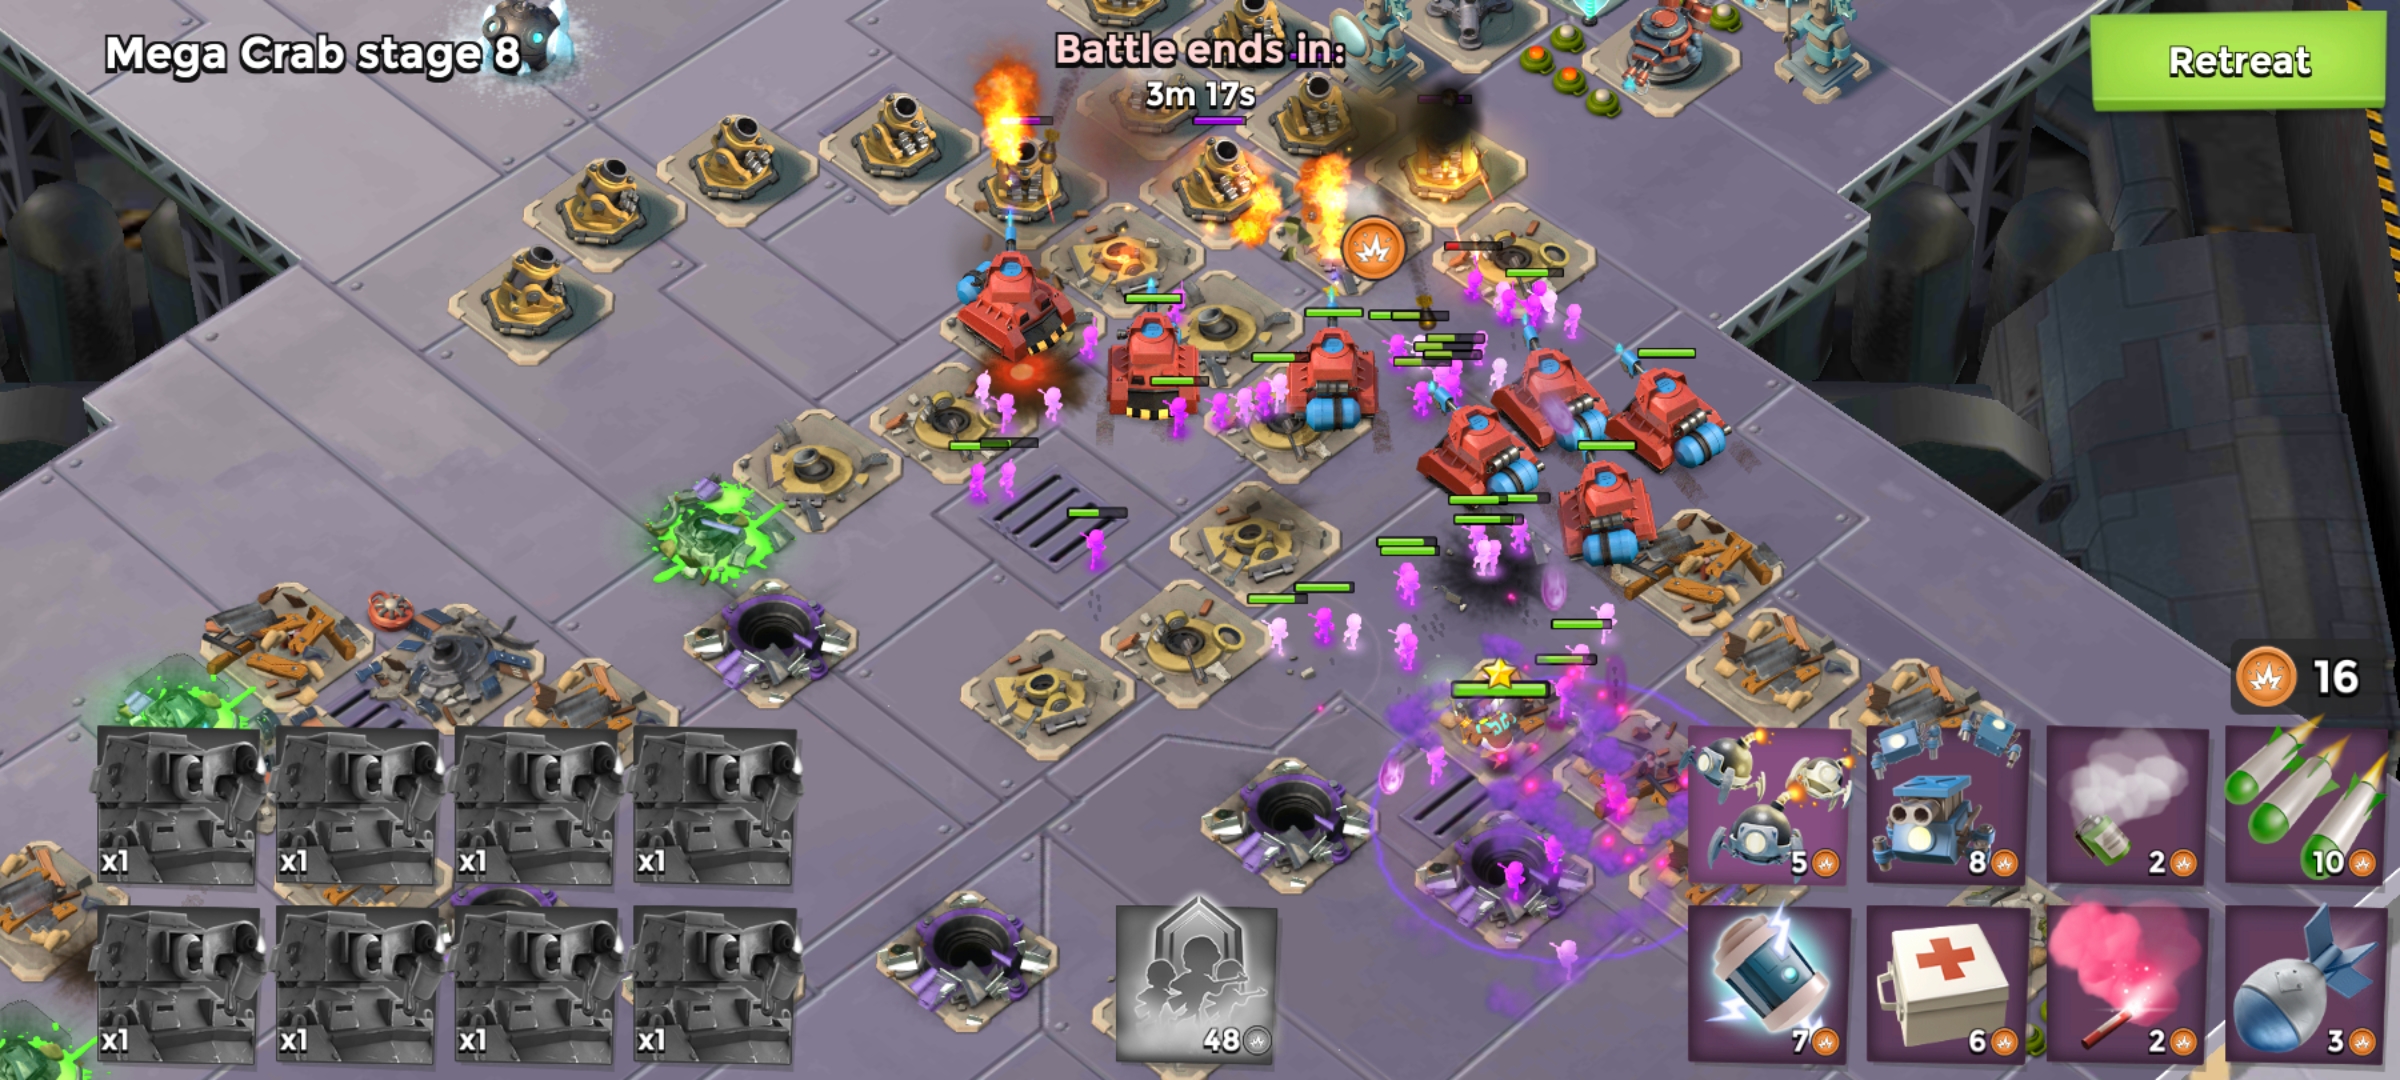 Mega Crab stage 8
Battle ends in:
3m 17s
Retreat
16
x1
x1
x1
x1
5
8
2
10
x1
x1
x1
x1
48
7
6
2
3